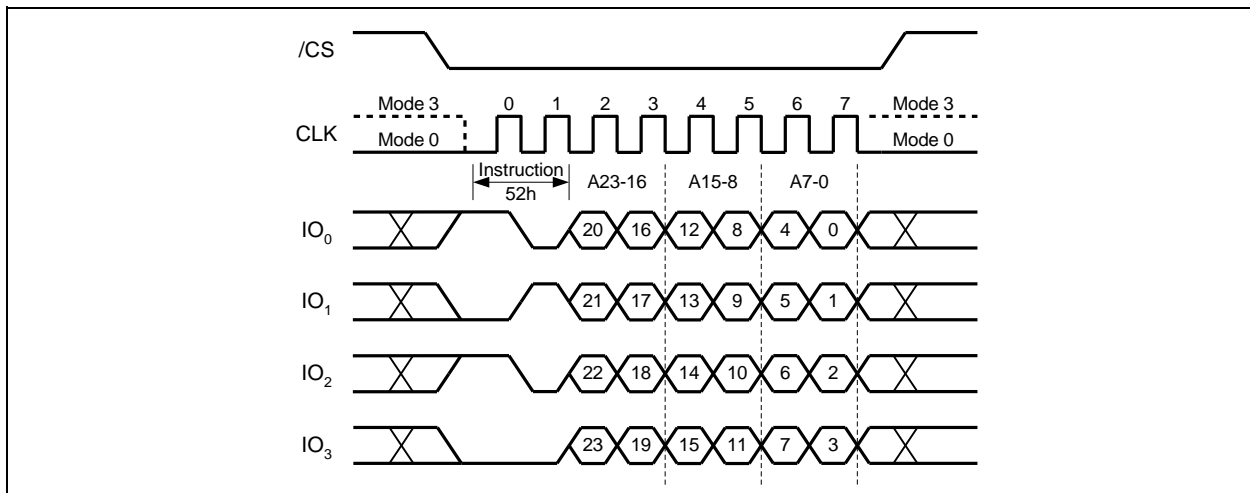 /CS
Mode 3 0 1 2 3 4 5 6 7 Mode 3
CLK
Mode 0 Mode 0
Instruction A23-16 A15-8 A7-0
52h
IO0 20 16 12 8 4 0
IO1 21 17 13 9 5 1
IO2 22 18 14 10 6 2
IO3 23 19 15 11 7 3